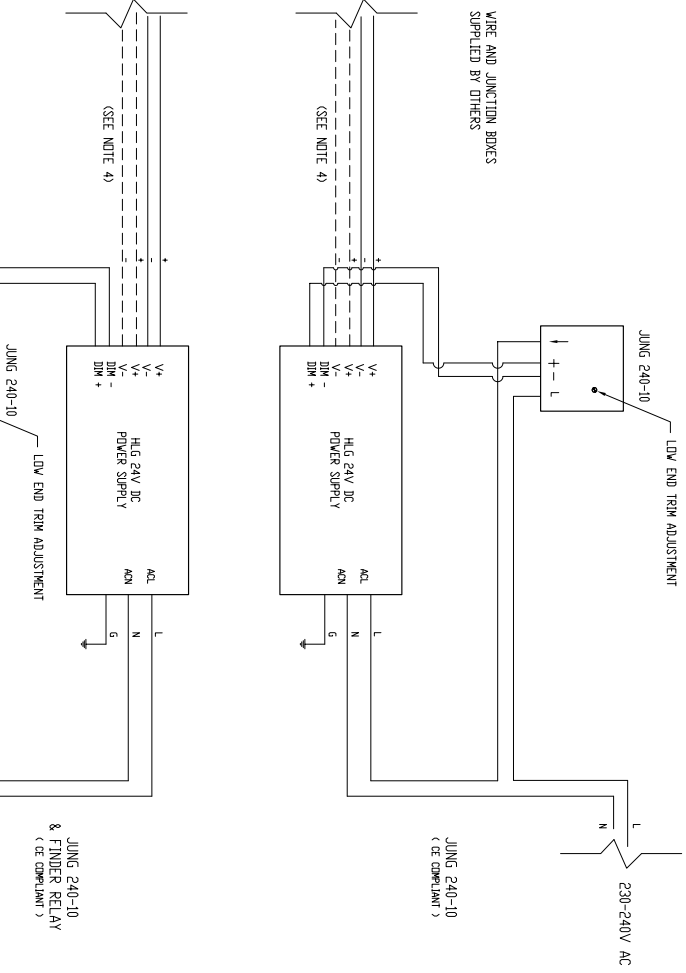 WIRE AND JUNCTION BOXES
SUPPLIED BY OTHERS
JUNG 240-10
LOW END TRIM ADJUSTMENT
+
-
L
L
N
230-240V AC
(SEE NOTE 4)
+
-
+
-
V+
V-
V+
V-
DIM -
DIM +
HLG 24V DC
POWER SUPPLY
ACL
ACN
L
N
G
JUNG 240-10
( CE COMPLIANT )
(SEE NOTE 4)
+
-
+
-
V+
V-
V+
V-
DIM -
DIM +
HLG 24V DC
POWER SUPPLY
ACL
ACN
L
N
G
JUNG 240-10
LOW END TRIM ADJUSTMENT
JUNG 240-10
& FINDER RELAY
( CE COMPLIANT )